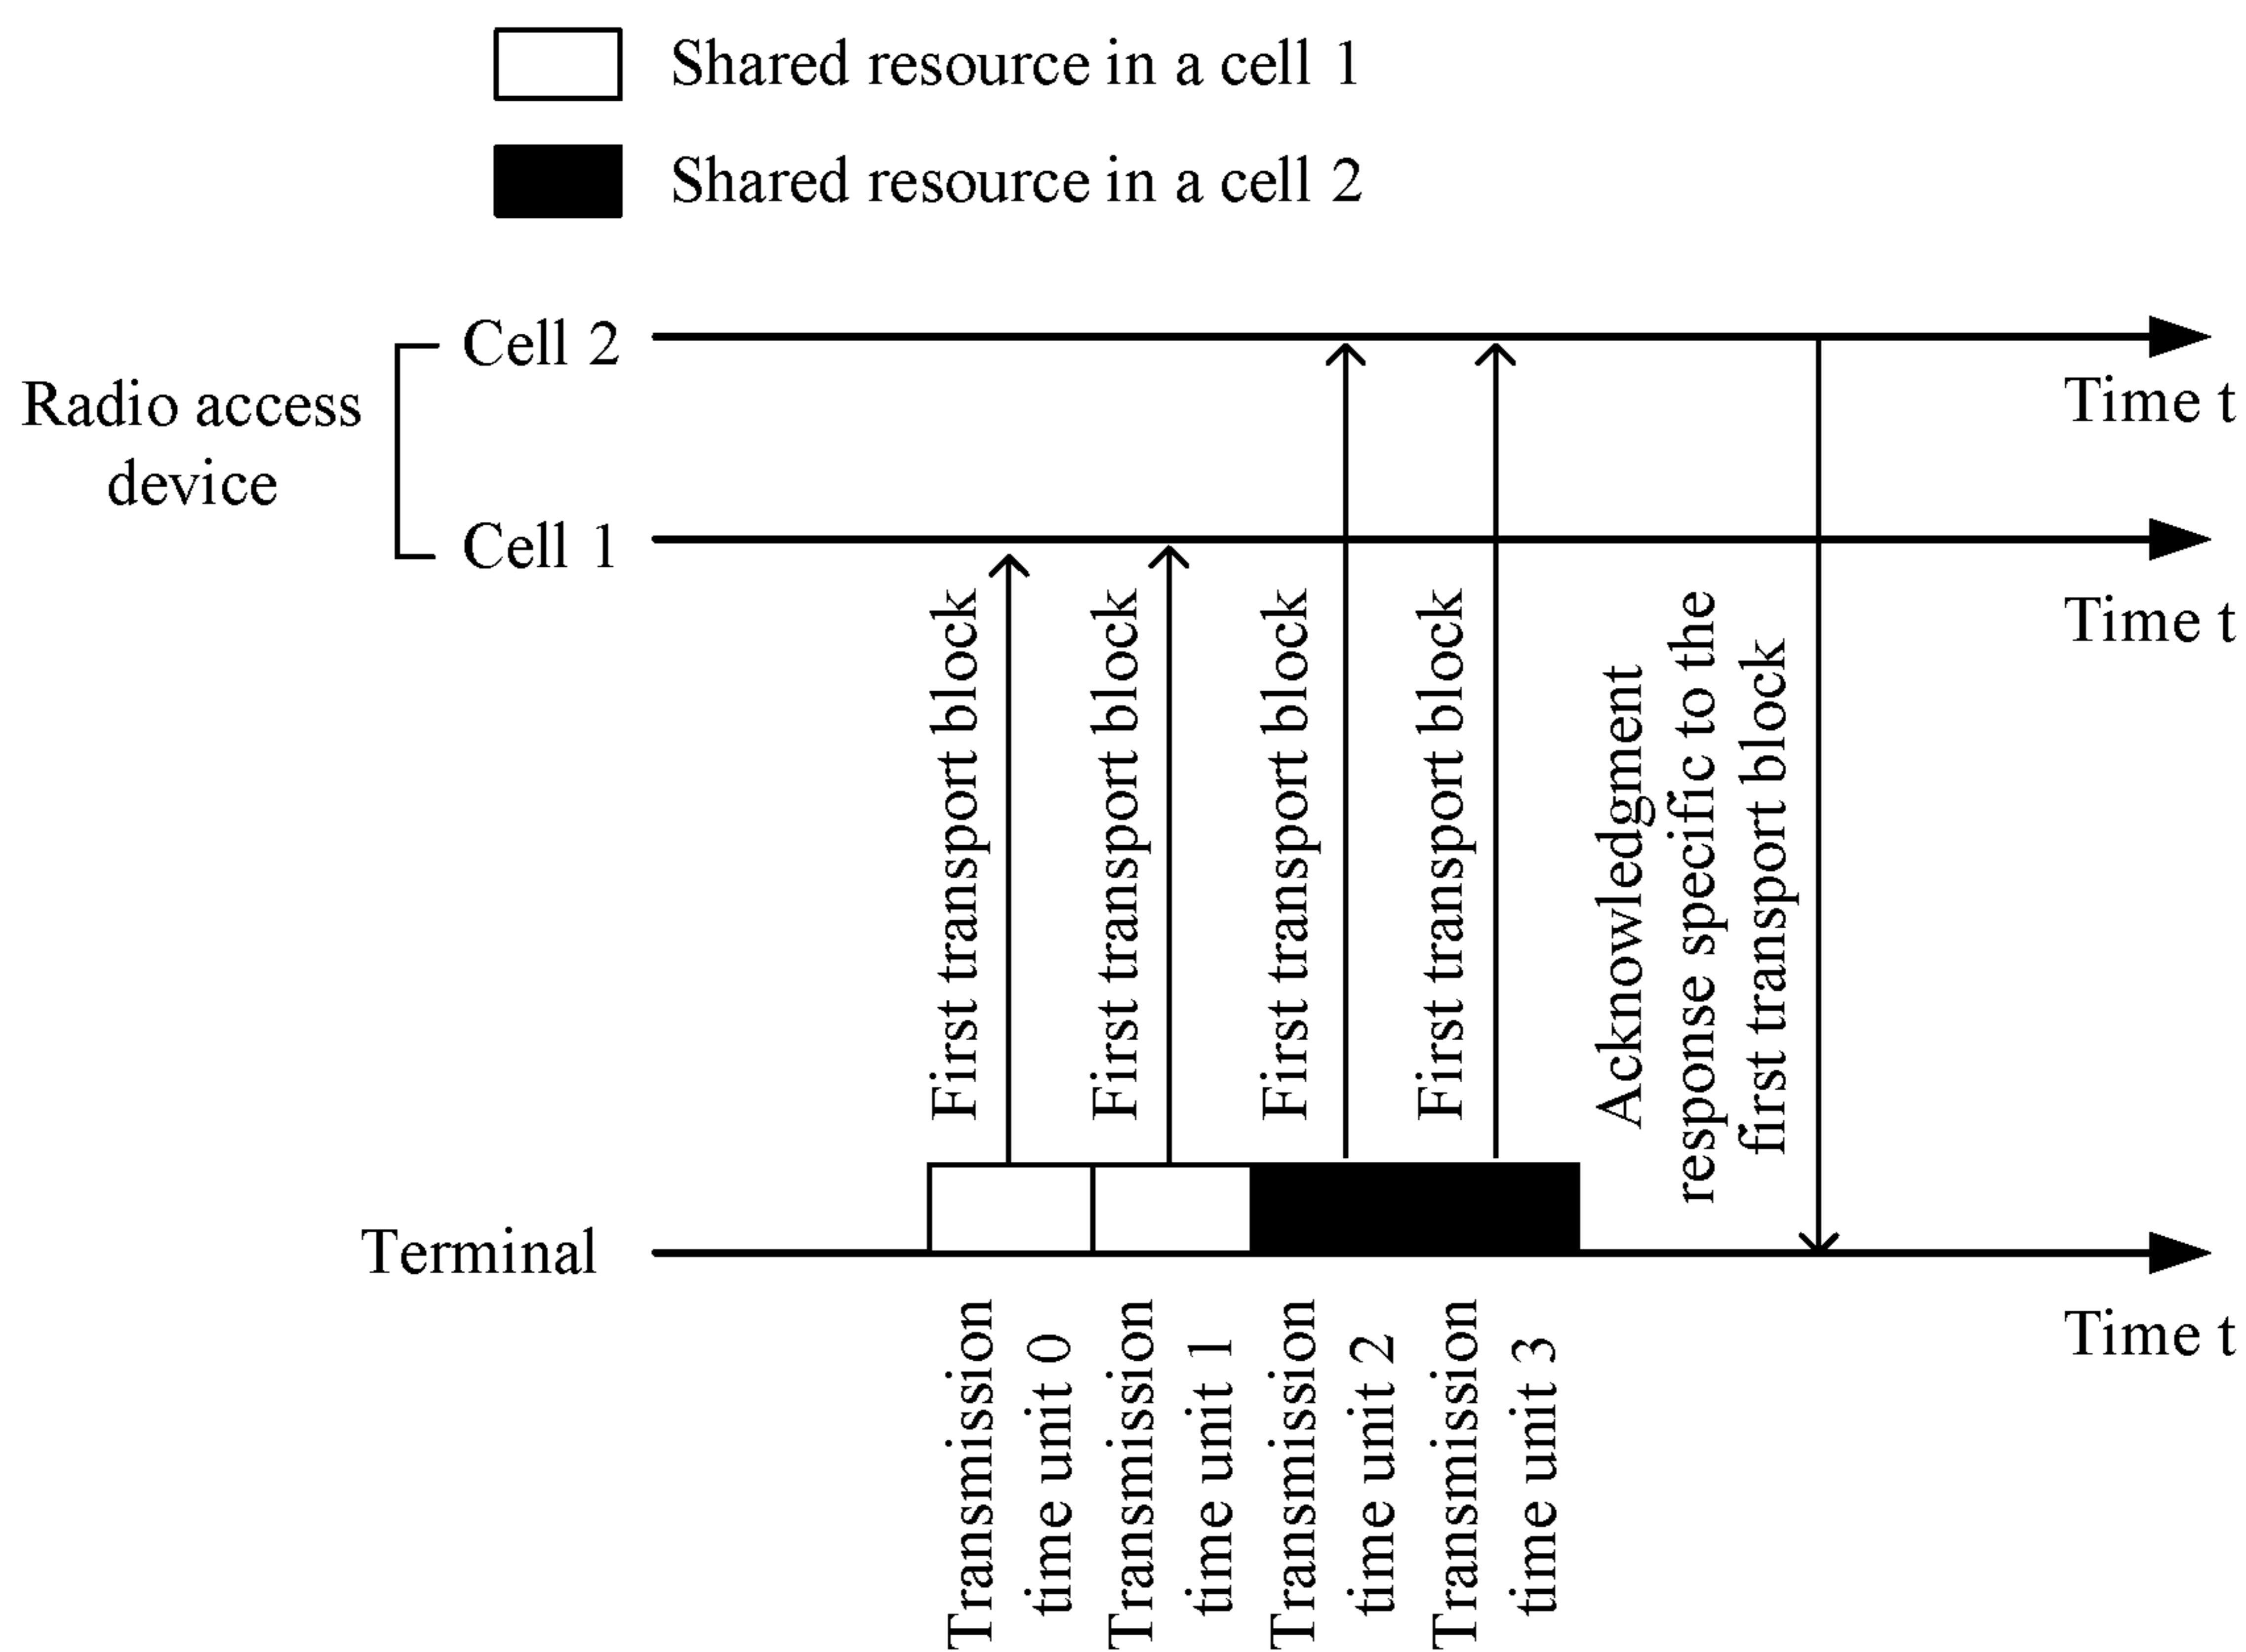 Shared resource in a cell 1
Shared resource in a cell 2
Cell 2
Time t
Radio access
device
Cell 1
Time t
First transport block
First transport block
First transport block
First transport block
Acknowledgment
response specific to the
first transport block
Terminal
Time t
Transmission
time unit 0
Transmission
time unit 1
Transmission
time unit 2
Transmission
time unit 3